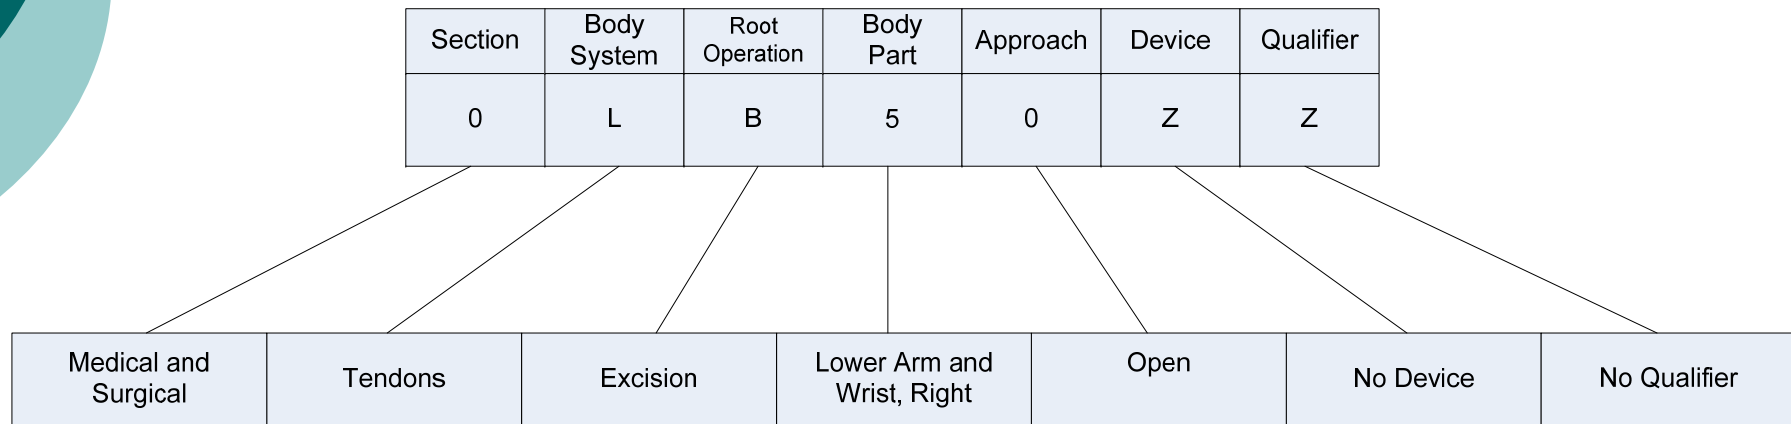 Section
Body
System
Root
Operation
Body
Part
Approach
Device
Qualifier
0
L
B
5
0
Z
Z
Medical and
Surgical
Tendons
Excision
Lower Arm and
Wrist, Right
Open
No Device
No Qualifier